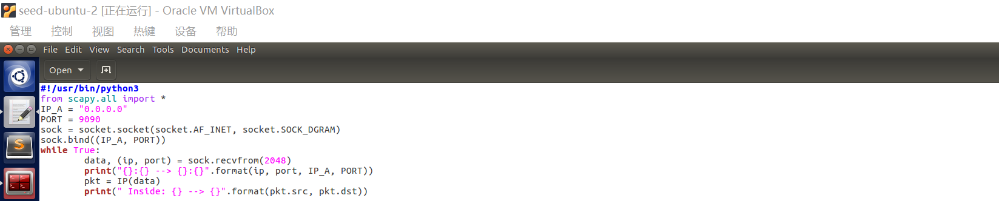 seed-ubuntu-2 [正在运行] - Oracle VM VirtualBox
管理 控制 视图 热键 设备 帮助
File Edit View Search Tools Documents Help
Open
#!/usr/bin/python3
from scapy.all import *
IP_A = "0.0.0.0"
PORT = 9090
sock = socket.socket(socket.AF_INET, socket.SOCK_DGRAM)
sock.bind((IP_A, PORT))
while True:
        data, (ip, port) = sock.recvfrom(2048)
        print("{}:{} --> {}:{}".format(ip, port, IP_A, PORT))
        pkt = IP(data)
        print(" Inside: {} --> {}".format(pkt.src, pkt.dst))